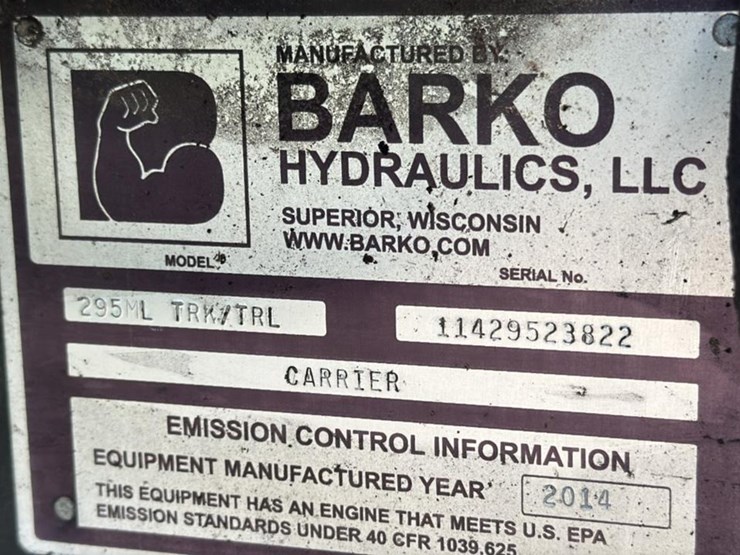 MANUFACTURED BY:
BARKO
HYDRAULICS, LLC
SUPERIOR, WISCONSIN
WWW.BARKO.COM
MODEL
SERIAL No.
295ML TRK/TRL
11429523822
CARRIER
EMISSION CONTROL INFORMATION
EQUIPMENT MANUFACTURED YEAR
2014
THIS EQUIPMENT HAS AN ENGINE THAT MEETS U.S. EPA
EMISSION STANDARDS UNDER 40 CFR 1039.625